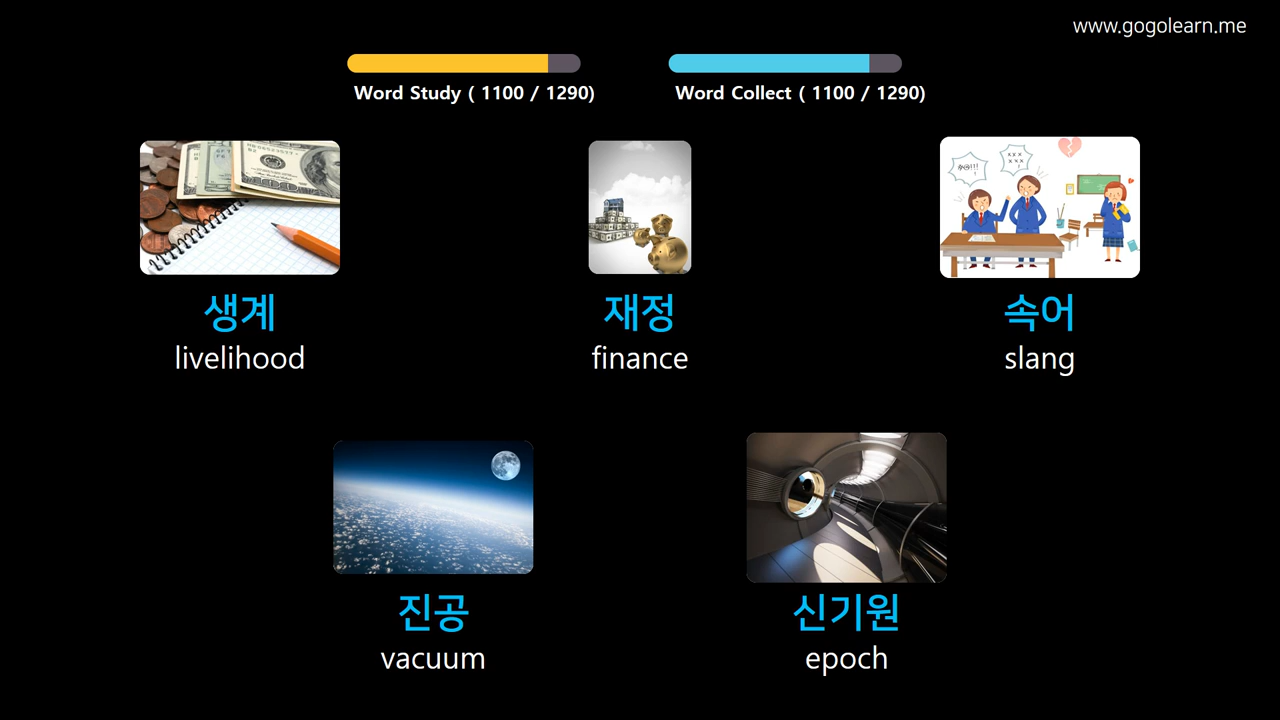 www.gogolearn.me
Word Study ( 1100 / 1290)
Word Collect ( 1100 / 1290)
생계
livelihood
재정
finance
속어
slang
진공
vacuum
신기원
epoch